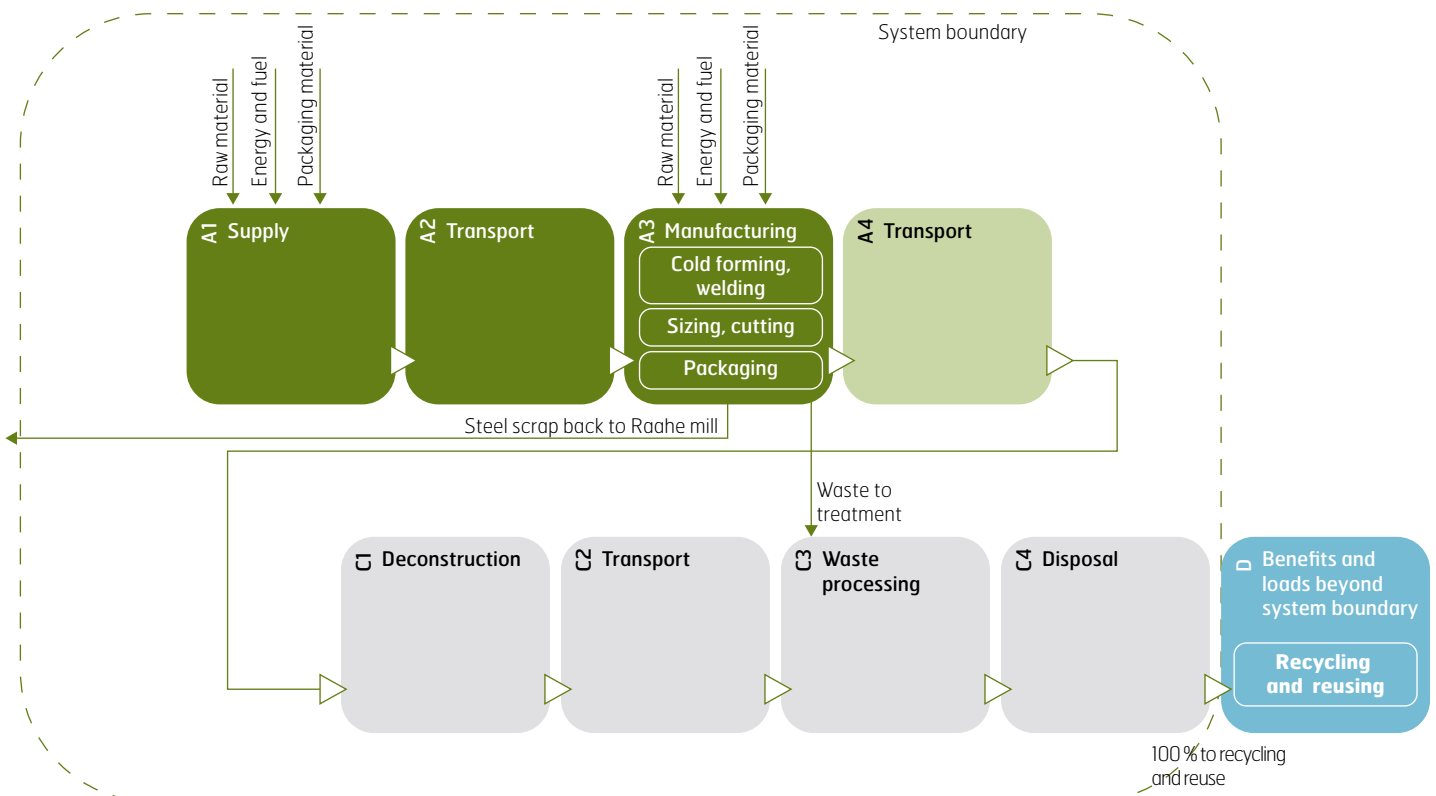 System boundary
Raw material
Energy and fuel
Packaging material
Raw material
Energy and fuel
Packaging material
A1 Supply
A2 Transport
A3 Manufacturing
Cold forming,
welding
Sizing, cutting
Packaging
A4 Transport
Steel scrap back to Raahe mill
Waste to
treatment
C1 Deconstruction
C2 Transport
C3 Waste
processing
C4 Disposal
D Benefits and
loads beyond
system boundary
Recycling
and reusing
100 % to recycling
and reuse